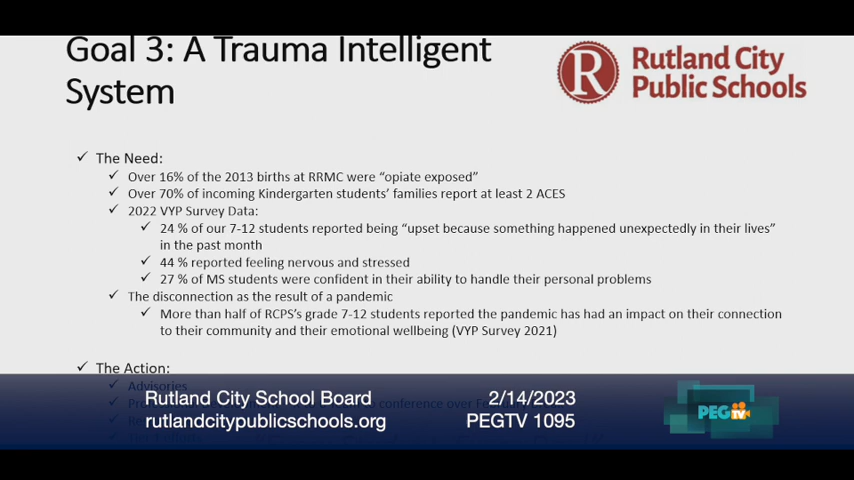 Goal 3: A Trauma Intelligent
System
R
Rutland City
Public Schools
✓ The Need:
✓ Over 16% of the 2013 births at RRMC were “opiate exposed”
✓ Over 70% of incoming Kindergarten students’ families report at least 2 ACES
✓ 2022 VYP Survey Data:
✓ 24 % of our 7-12 students reported being “upset because something happened unexpectedly in their lives”
in the past month
✓ 44 % reported feeling nervous and stressed
✓ 27 % of MS students were confident in their ability to handle their personal problems
✓ The disconnection as the result of a pandemic
✓ More than half of RCPS’s grade 7-12 students reported the pandemic has had an impact on their connection
to their community and their emotional wellbeing (VYP Survey 2021)
✓ The Action:
✓ Advisories
conference over
Rutland City School Board 2/14/2023
rutlandcitypublicschools.org PEGTV 1095
PEGTV